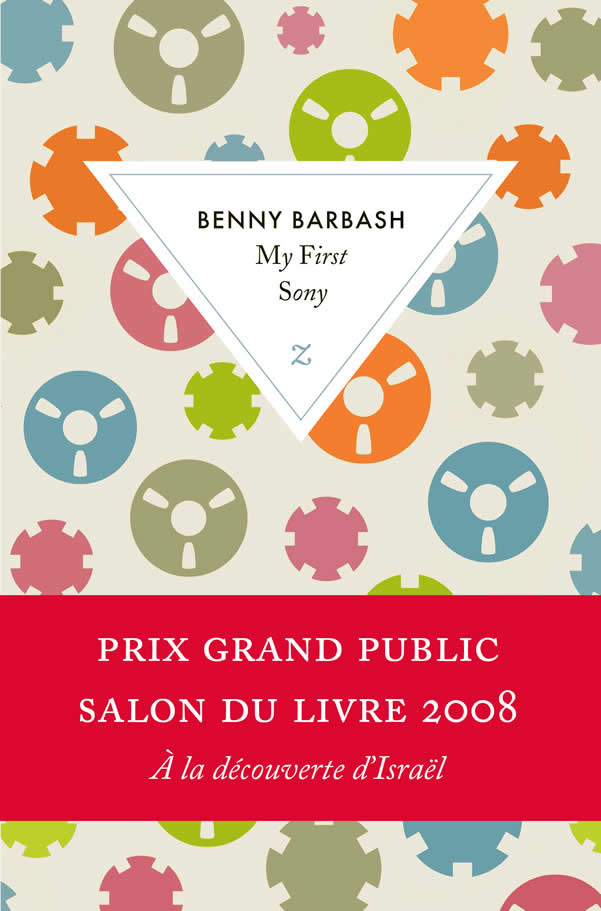 BENNY BARBASH
My First
Sony
z
PRIX GRAND PUBLIC
SALON DU LIVRE 2008
À la découverte d'Israël